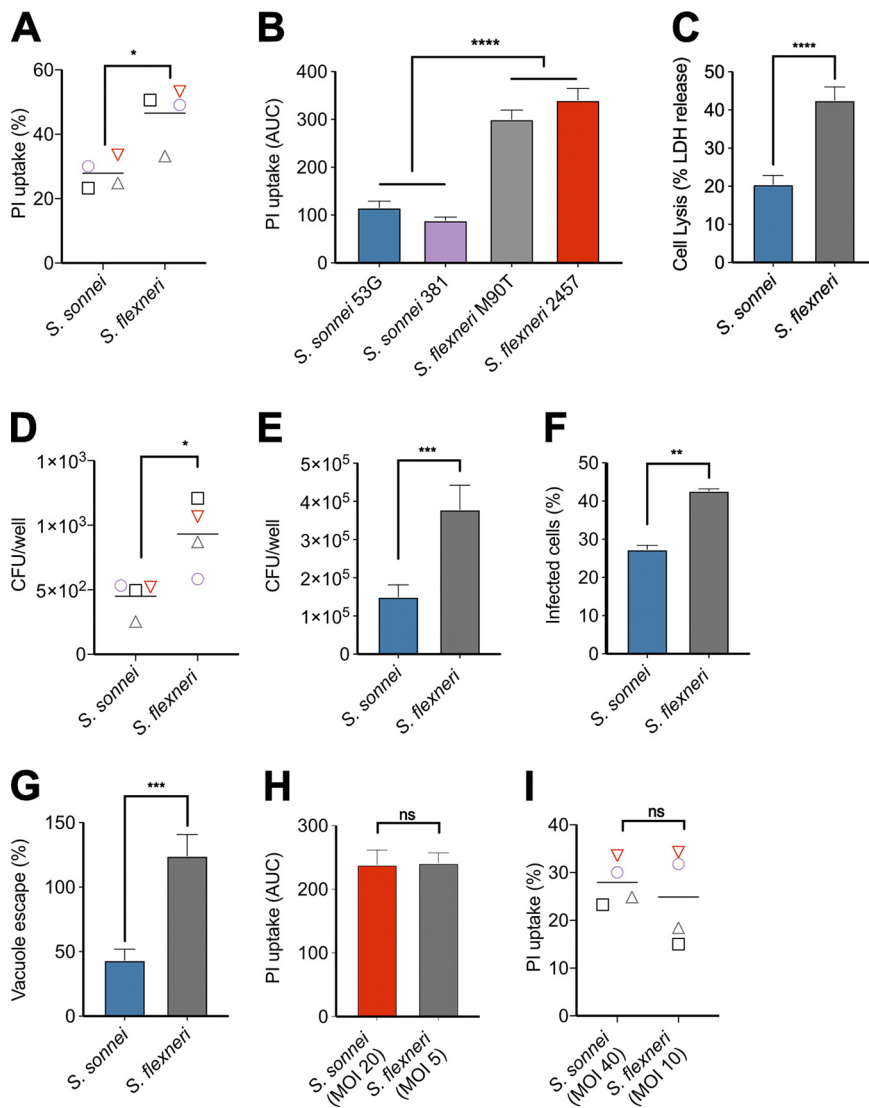 A
*
PI uptake (%)
60
40
20
0
S. sonnei
S. flexneri
B
****
PI uptake (AUC)
400
300
200
100
0
S. sonnei 53G
S. sonnei 381
S. flexneri M90T
S. flexneri 2457
C
****
Cell Lysis (% LDH release)
50
40
30
20
10
0
S. sonnei
S. flexneri
D
*
CFU/well
1×10³
1×10³
5×10²
0
S. sonnei
S. flexneri
E
***
CFU/well
5×10⁵
4×10⁵
2×10⁵
1×10⁵
0
S. sonnei
S. flexneri
F
**
Infected cells (%)
50
40
30
20
10
0
S. sonnei
S. flexneri
G
***
Vacuole escape (%)
150
100
50
0
S. sonnei
S. flexneri
H
ns
PI uptake (AUC)
300
200
100
0
S. sonnei
(MOI 20)
S. flexneri
(MOI 5)
I
ns
PI uptake (%)
40
30
20
10
0
S. sonnei
(MOI 40)
S. flexneri
(MOI 10)